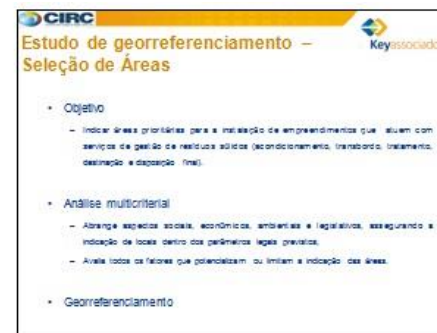 CIRC
Keyassociado
Estudo de georreferenciamento –
Seleção de Áreas
• Objetivo
– Indicar áreas prioritárias para a instalação de empreendimentos que atuem com
serviços de gestão de resíduos sólidos (acondicionamento, transbordo, tratamento,
destinação e disposição final).
• Análise multicriterial
– Abrange aspectos sociais, econômicos, ambientais e legislativos, assegurando a
indicação de locais dentro dos parâmetros legais previstos,
– Avalia todos os fatores que potencializam ou limitam a indicação das áreas.
• Georreferenciamento